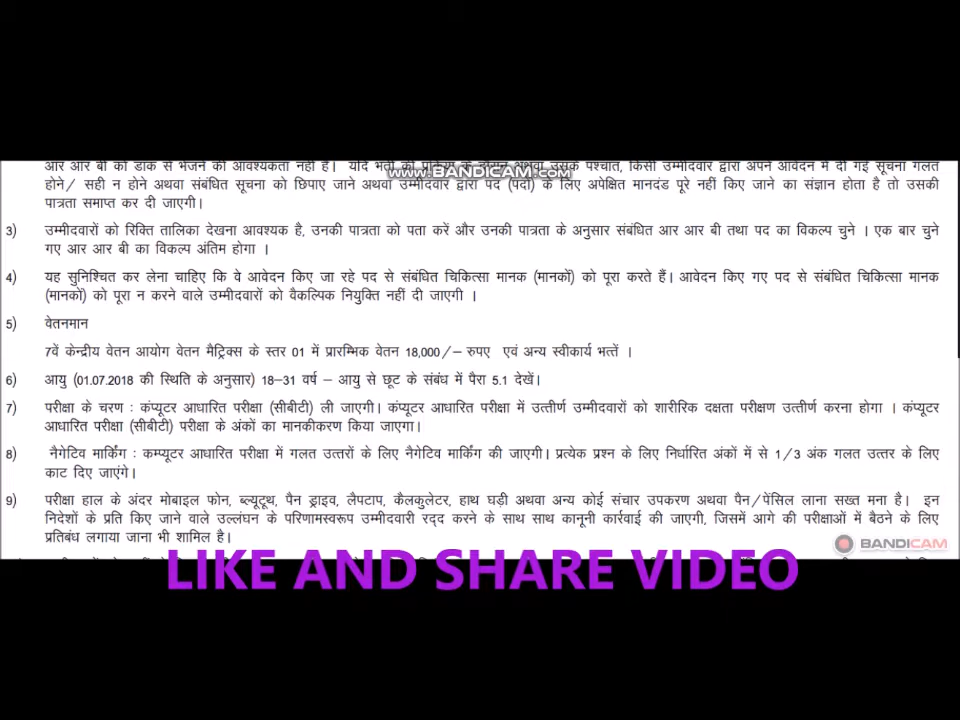 आर आर बी को डाक से भेजने की आवश्यकता नहीं है। यदि भर्ती की प्रक्रिया के दौरान अथवा उसके पश्चात, किसी उम्मीदवार द्वारा अपने आवेदन में दी गई सूचना गलत
www.BANDICAM.com
होने/ सही न होने अथवा संबंधित सूचना को छिपाए जाने अथवा उम्मीदवार द्वारा पद (पदों) के लिए अपेक्षित मानदंड पूरे नहीं किए जाने का संज्ञान होता है तो उसकी
पात्रता समाप्त कर दी जाएगी।
3) उम्मीदवारों को रिक्ति तालिका देखना आवश्यक है, उनकी पात्रता को पता करें और उनकी पात्रता के अनुसार संबंधित आर आर बी तथा पद का विकल्प चुने । एक बार चुने
गए आर आर बी का विकल्प अंतिम होगा ।
4) यह सुनिश्चित कर लेना चाहिए कि वे आवेदन किए जा रहे पद से संबंधित चिकित्सा मानक (मानकों) को पूरा करते हैं। आवेदन किए गए पद से संबंधित चिकित्सा मानक
(मानकों) को पूरा न करने वाले उम्मीदवारों को वैकल्पिक नियुक्ति नहीं दी जाएगी ।
5) वेतनमान
7वें केन्द्रीय वेतन आयोग वेतन मैट्रिक्स के स्तर 01 में प्रारम्भिक वेतन 18,000/– रुपए एवं अन्य स्वीकार्य भत्तें ।
6) आयु (01.07.2018 की स्थिति के अनुसार) 18–31 वर्ष – आयु से छूट के संबंध में पैरा 5.1 देखें।
7) परीक्षा के चरण : कंप्यूटर आधारित परीक्षा (सीबीटी) ली जाएगी। कंप्यूटर आधारित परीक्षा में उत्तीर्ण उम्मीदवारों को शारीरिक दक्षता परीक्षण उत्तीर्ण करना होगा । कंप्यूटर
आधारित परीक्षा (सीबीटी) परीक्षा के अंकों का मानकीकरण किया जाएगा।
8) नैगेटिव मार्किंग : कम्प्यूटर आधारित परीक्षा में गलत उत्तरों के लिए नैगेटिव मार्किंग की जाएगी। प्रत्येक प्रश्न के लिए निर्धारित अंकों में से 1/3 अंक गलत उत्तर के लिए
काट दिए जाएंगे।
9) परीक्षा हाल के अंदर मोबाइल फोन, ब्ल्यूटूथ, पैन ड्राइव, लैपटाप, कैलकुलेटर, हाथ घड़ी अथवा अन्य कोई संचार उपकरण अथवा पैन/पेंसिल लाना सख्त मना है। इन
निदेशों के प्रति किए जाने वाले उल्लंघन के परिणामस्वरूप उम्मीदवारी रद्द करने के साथ साथ कानूनी कार्रवाई की जाएगी, जिसमें आगे की परीक्षाओं में बैठने के लिए
प्रतिबंध लगाया जाना भी शामिल है।
BANDICAM
LIKE AND SHARE VIDEO